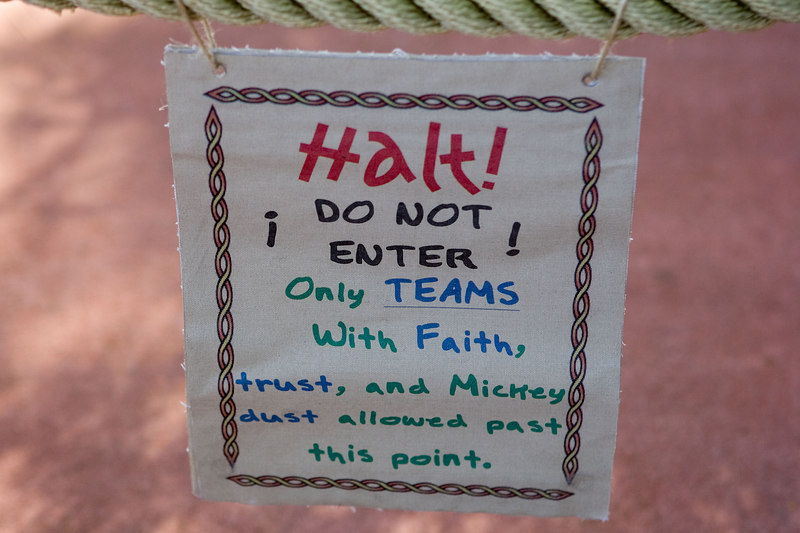 Halt!
¡ DO NOT
ENTER !
Only TEAMS
With Faith,
trust, and Mickey
dust allowed past
this point.